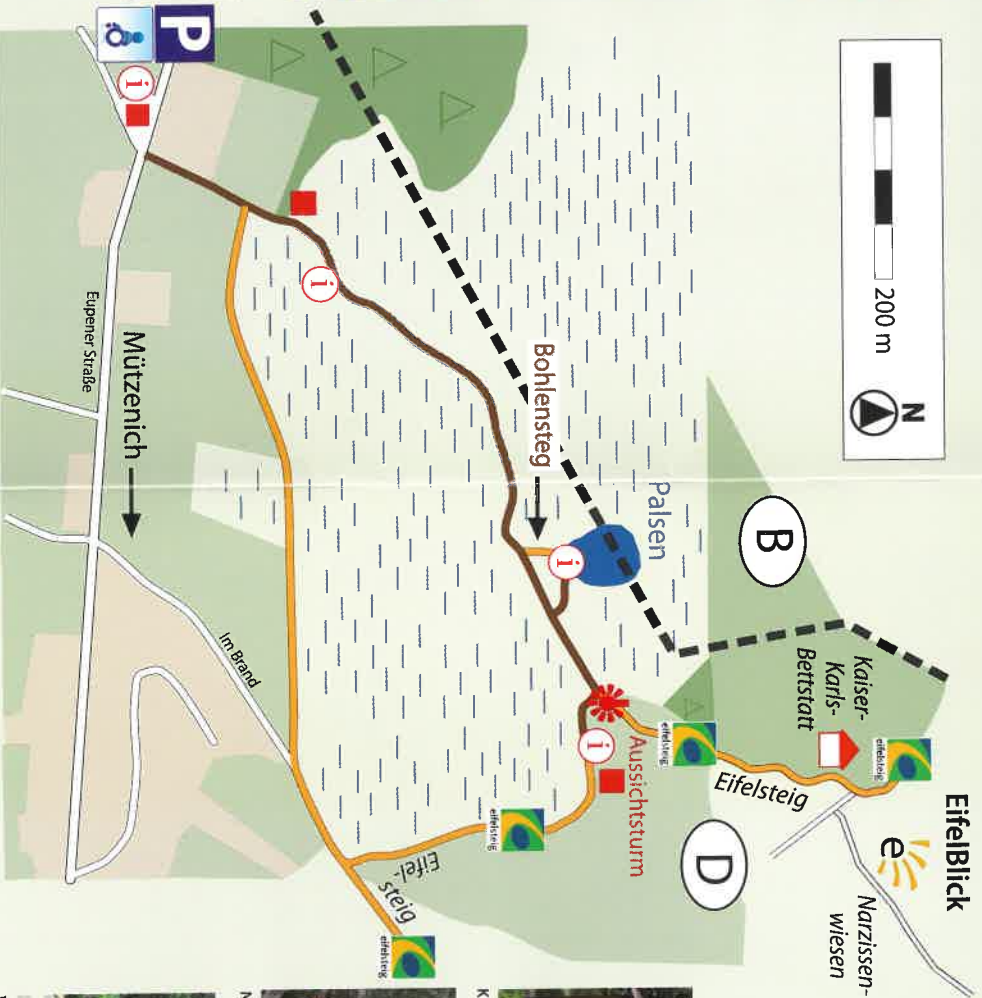 200 m
N
EifelBlick
e
Narzissen-
wiesen
B
Kaiser-
Karls-
Bettstatt
eifelsteig
Eifelsteig
D
eifelsteig
Palsen
Bohlensteg
i
Aussichtsturm
i
eifelsteig
i
Eifel-
steig
eifelsteig
P
i
Mützenich
Eupener Straße
Im Brand
K
N